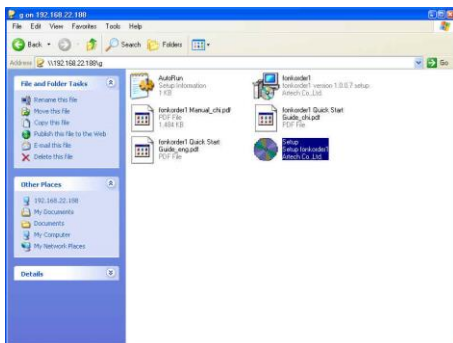 g on 192.168.22.188
File Edit View Favorites Tools Help
Back Search Folders
Address \\192.168.22.188\g Go
File and Folder Tasks
Rename this file
Move this file
Copy this file
Publish this file to the Web
E-mail this file
Delete this file
Other Places
192.168.22.188
My Documents
Documents
My Computer
My Network Places
Details
AutoRun
Setup Information
1 KB
fonkorder1
fonkorder1 version 1.0.0.7 setup
Artech Co.,Ltd.
fonkorder1 Manual_chi.pdf
PDF File
1,484 KB
fonkorder1 Quick Start
Guide_chi.pdf
PDF File
fonkorder1 Quick Start
Guide_eng.pdf
PDF File
Setup
Setup fonkorder1
Artech Co.,Ltd.